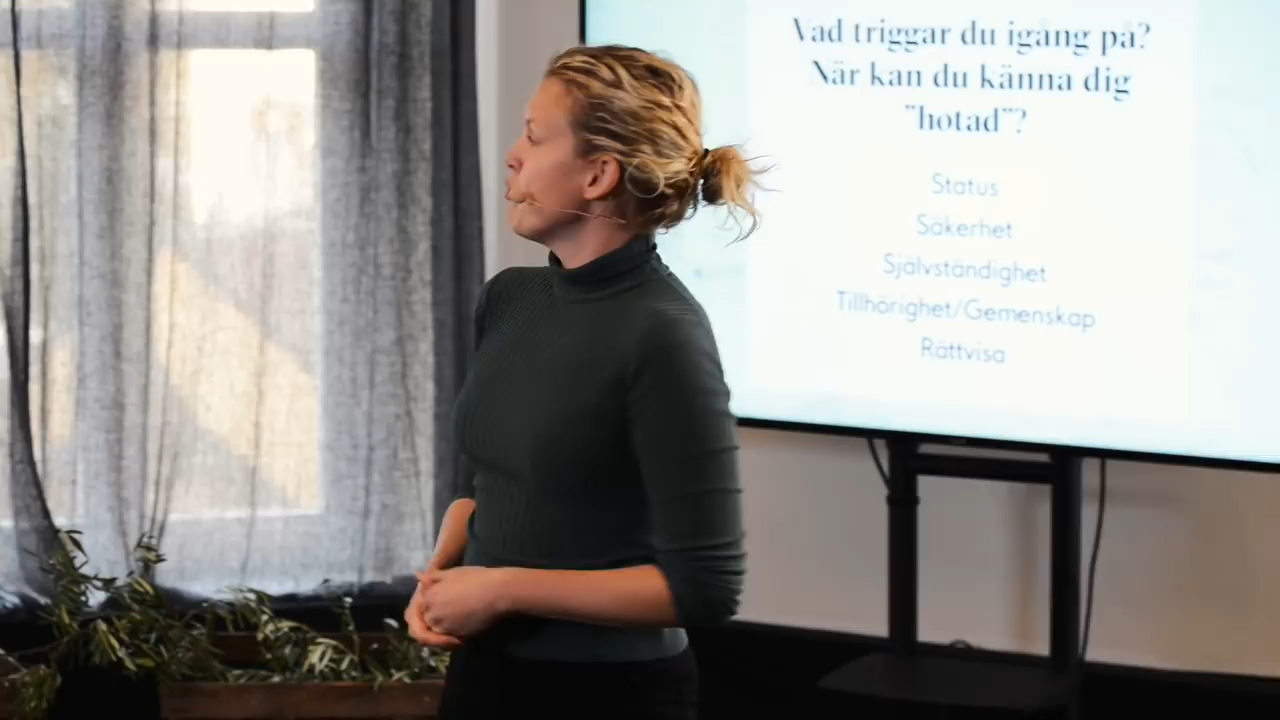 Vad triggar du igång på?
När kan du känna dig
"hotad"?
Status
Säkerhet
Självständighet
Tillhörighet/Gemenskap
Rättvisa